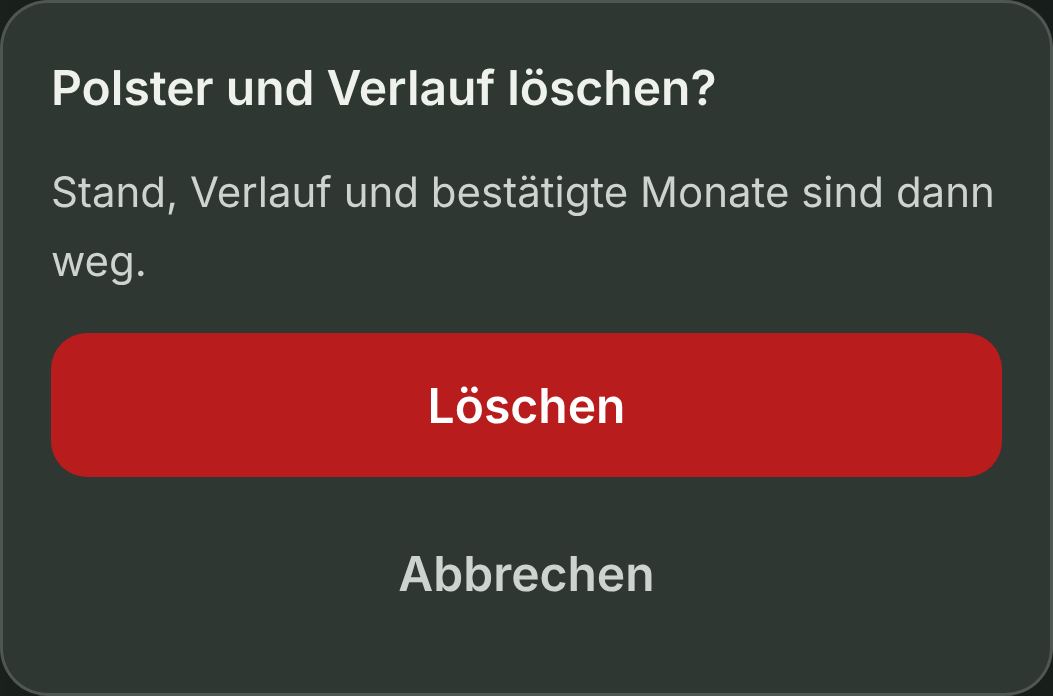 Polster und Verlauf löschen?
Stand, Verlauf und bestätigte Monate sind dann
weg.
Löschen
Abbrechen